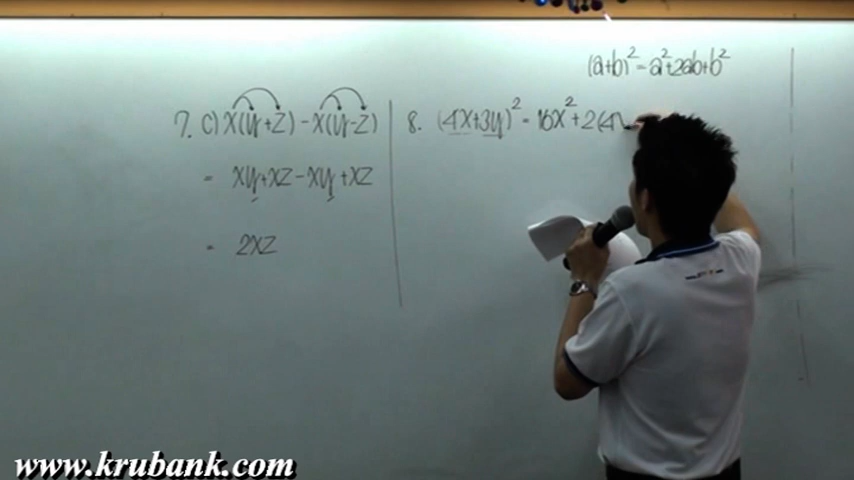 (a+b)² = a²+2ab+b²
7. c) x(y+z) - x(y-z)
= xy+xz-xy+xz
= 2xz
8. (4x+3y)² = 16x²+2(4
www.krubank.com